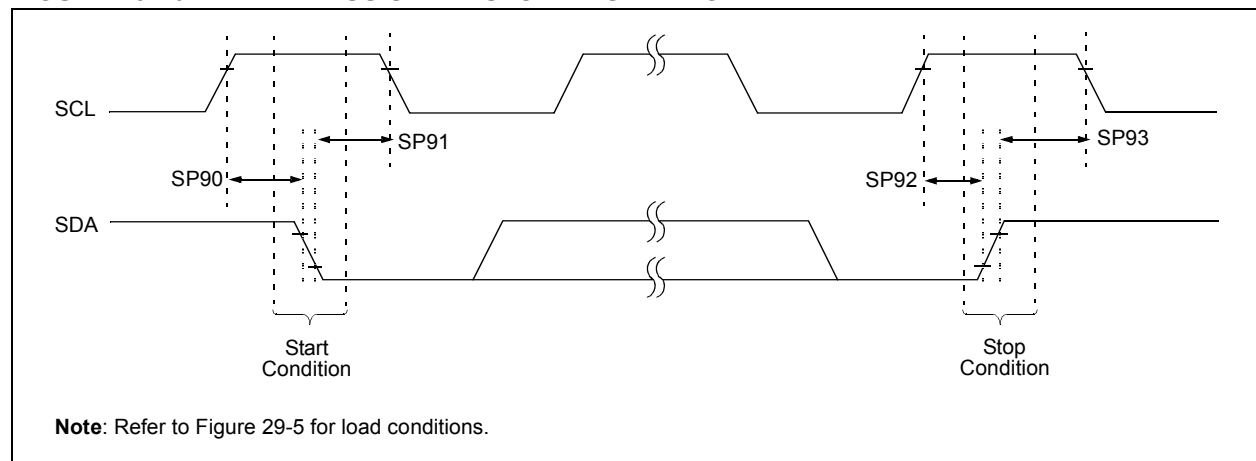 SCL
SP91
SP93
SP90
SP92
SDA
Start
Condition
Stop
Condition
Note: Refer to Figure 29-5 for load conditions.